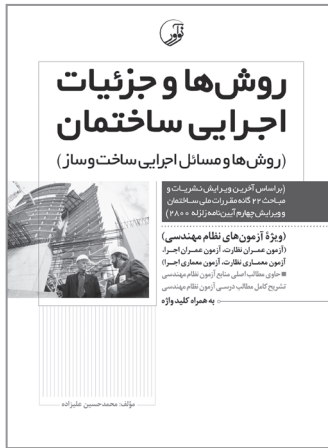 نوآور
روش‌ها و جزئیات
اجرایی ساختمان
(روش‌ها و مسائل اجرایی ساخت‌وساز)
(براساس آخرین ویرایش نشریات و
مباحث ۲۲ گانه مقررات ملی ساختمان
و ویرایش چهارم آیین‌نامه زلزله ۲۸۰۰)
(ویژهٔ آزمون‌های نظام مهندسی)
(آزمون عمران نظارت، آزمون عمران اجرا،
آزمون معماری نظارت، آزمون معماری اجرا)
■ حاوی مطالب اصلی منابع آزمون نظام مهندسی
تشریح کامل مطالب درسی آزمون نظام مهندسی
به همراه کلید واژه
مؤلف: محمدحسین علیزاده